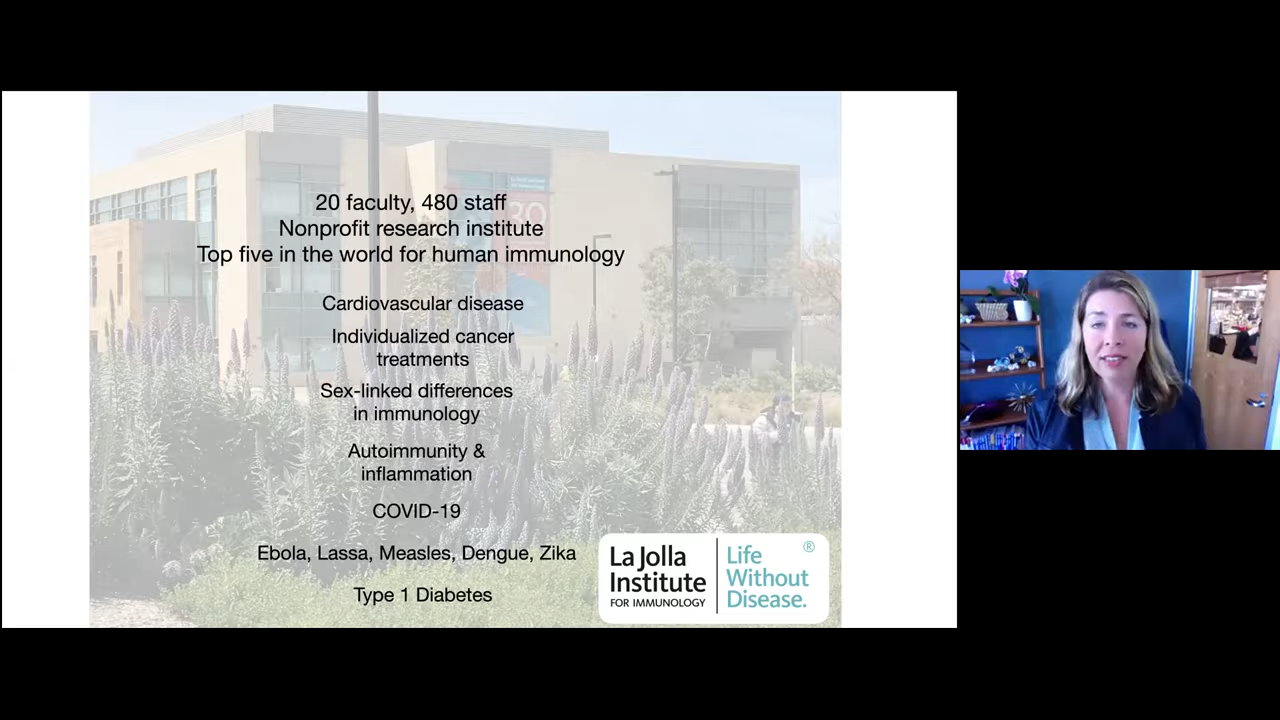 20 faculty, 480 staff
Nonprofit research institute
Top five in the world for human immunology
30
Cardiovascular disease
Individualized cancer
treatments
Sex-linked differences
in immunology
Autoimmunity &
inflammation
COVID-19
Ebola, Lassa, Measles, Dengue, Zika
Type 1 Diabetes
La Jolla
Institute
FOR IMMUNOLOGY
Life
Without
Disease.
®